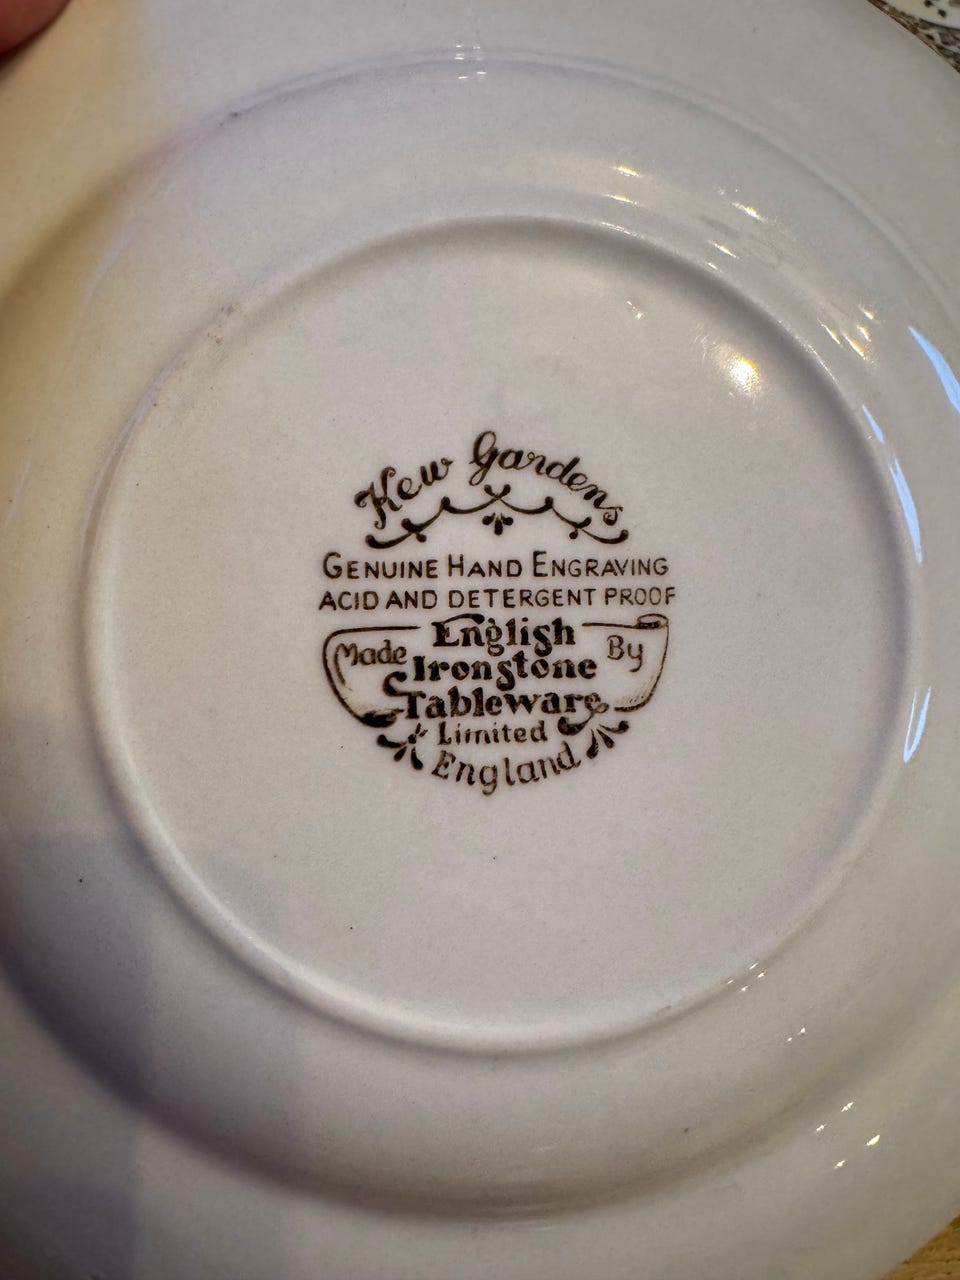 Kew Gardens
GENUINE HAND ENGRAVING
ACID AND DETERGENT PROOF
Made English By
Ironstone
Tableware
Limited
England